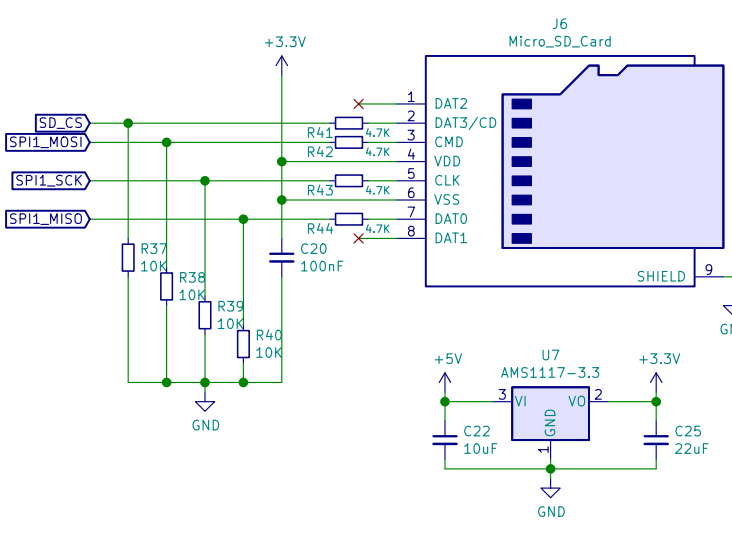 J6
Micro_SD_Card
+3.3V
1 DAT2
SD_CS
R41 4.7K
2 DAT3/CD
SPI1_MOSI
R42 4.7K
3 CMD
4 VDD
SPI1_SCK
R43 4.7K
5 CLK
6 VSS
SPI1_MISO
R44 4.7K
7 DAT0
8 DAT1
R37
10K
C20
100nF
SHIELD 9
R38
10K
R39
10K
R40
10K
GND
+5V
U7
AMS1117-3.3
+3.3V
3 VI
VO 2
GND
1
C22
10uF
C25
22uF
GND